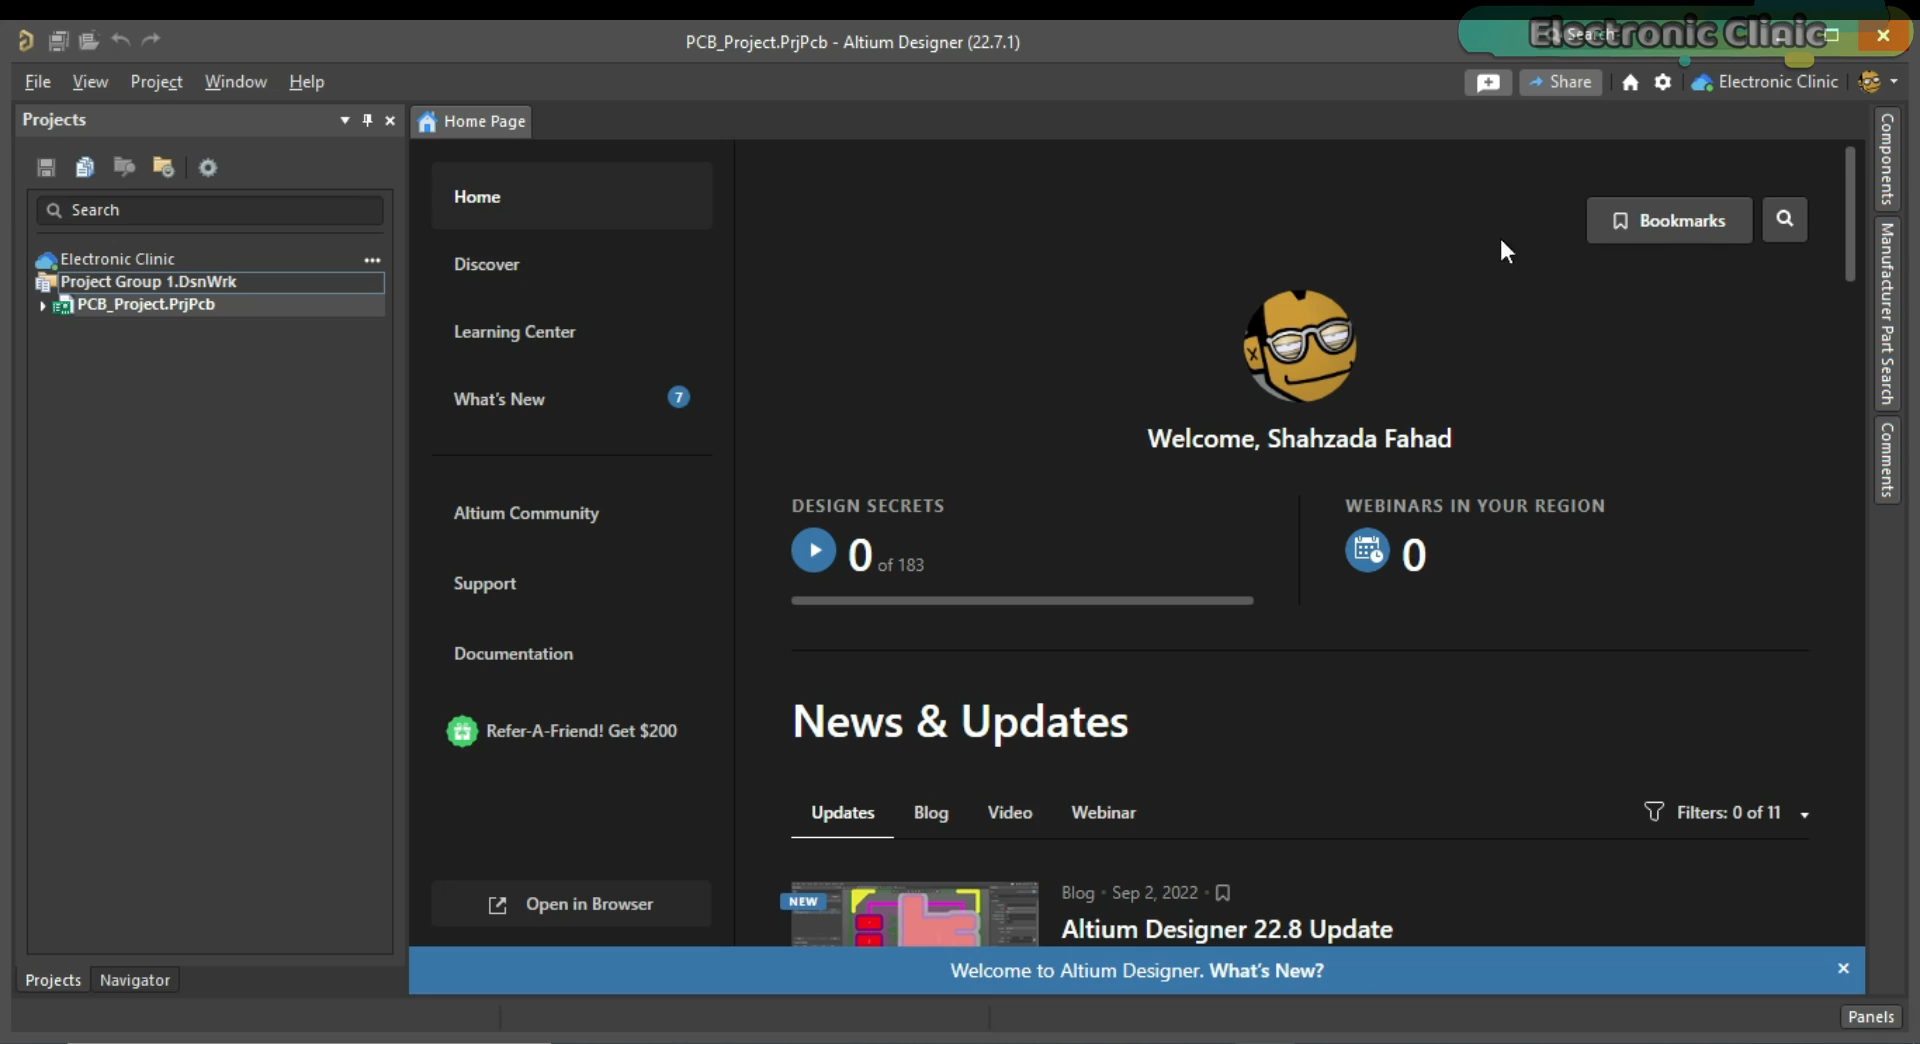 PCB_Project.PrjPcb - Altium Designer (22.7.1)
Search
Electronic Clinic
File View Project Window Help
Share
Electronic Clinic
Projects
Home Page
Search
Electronic Clinic
Project Group 1.DsnWrk
PCB_Project.PrjPcb
Home
Discover
Learning Center
What's New
7
Altium Community
Support
Documentation
Refer-A-Friend! Get $200
Open in Browser
Bookmarks
Welcome, Shahzada Fahad
DESIGN SECRETS
0 of 183
WEBINARS IN YOUR REGION
0
News & Updates
Updates Blog Video Webinar
Filters: 0 of 11
NEW
Blog • Sep 2, 2022 •
Altium Designer 22.8 Update
Welcome to Altium Designer. What's New?
Components
Manufacturer Part Search
Comments
Projects Navigator
Panels